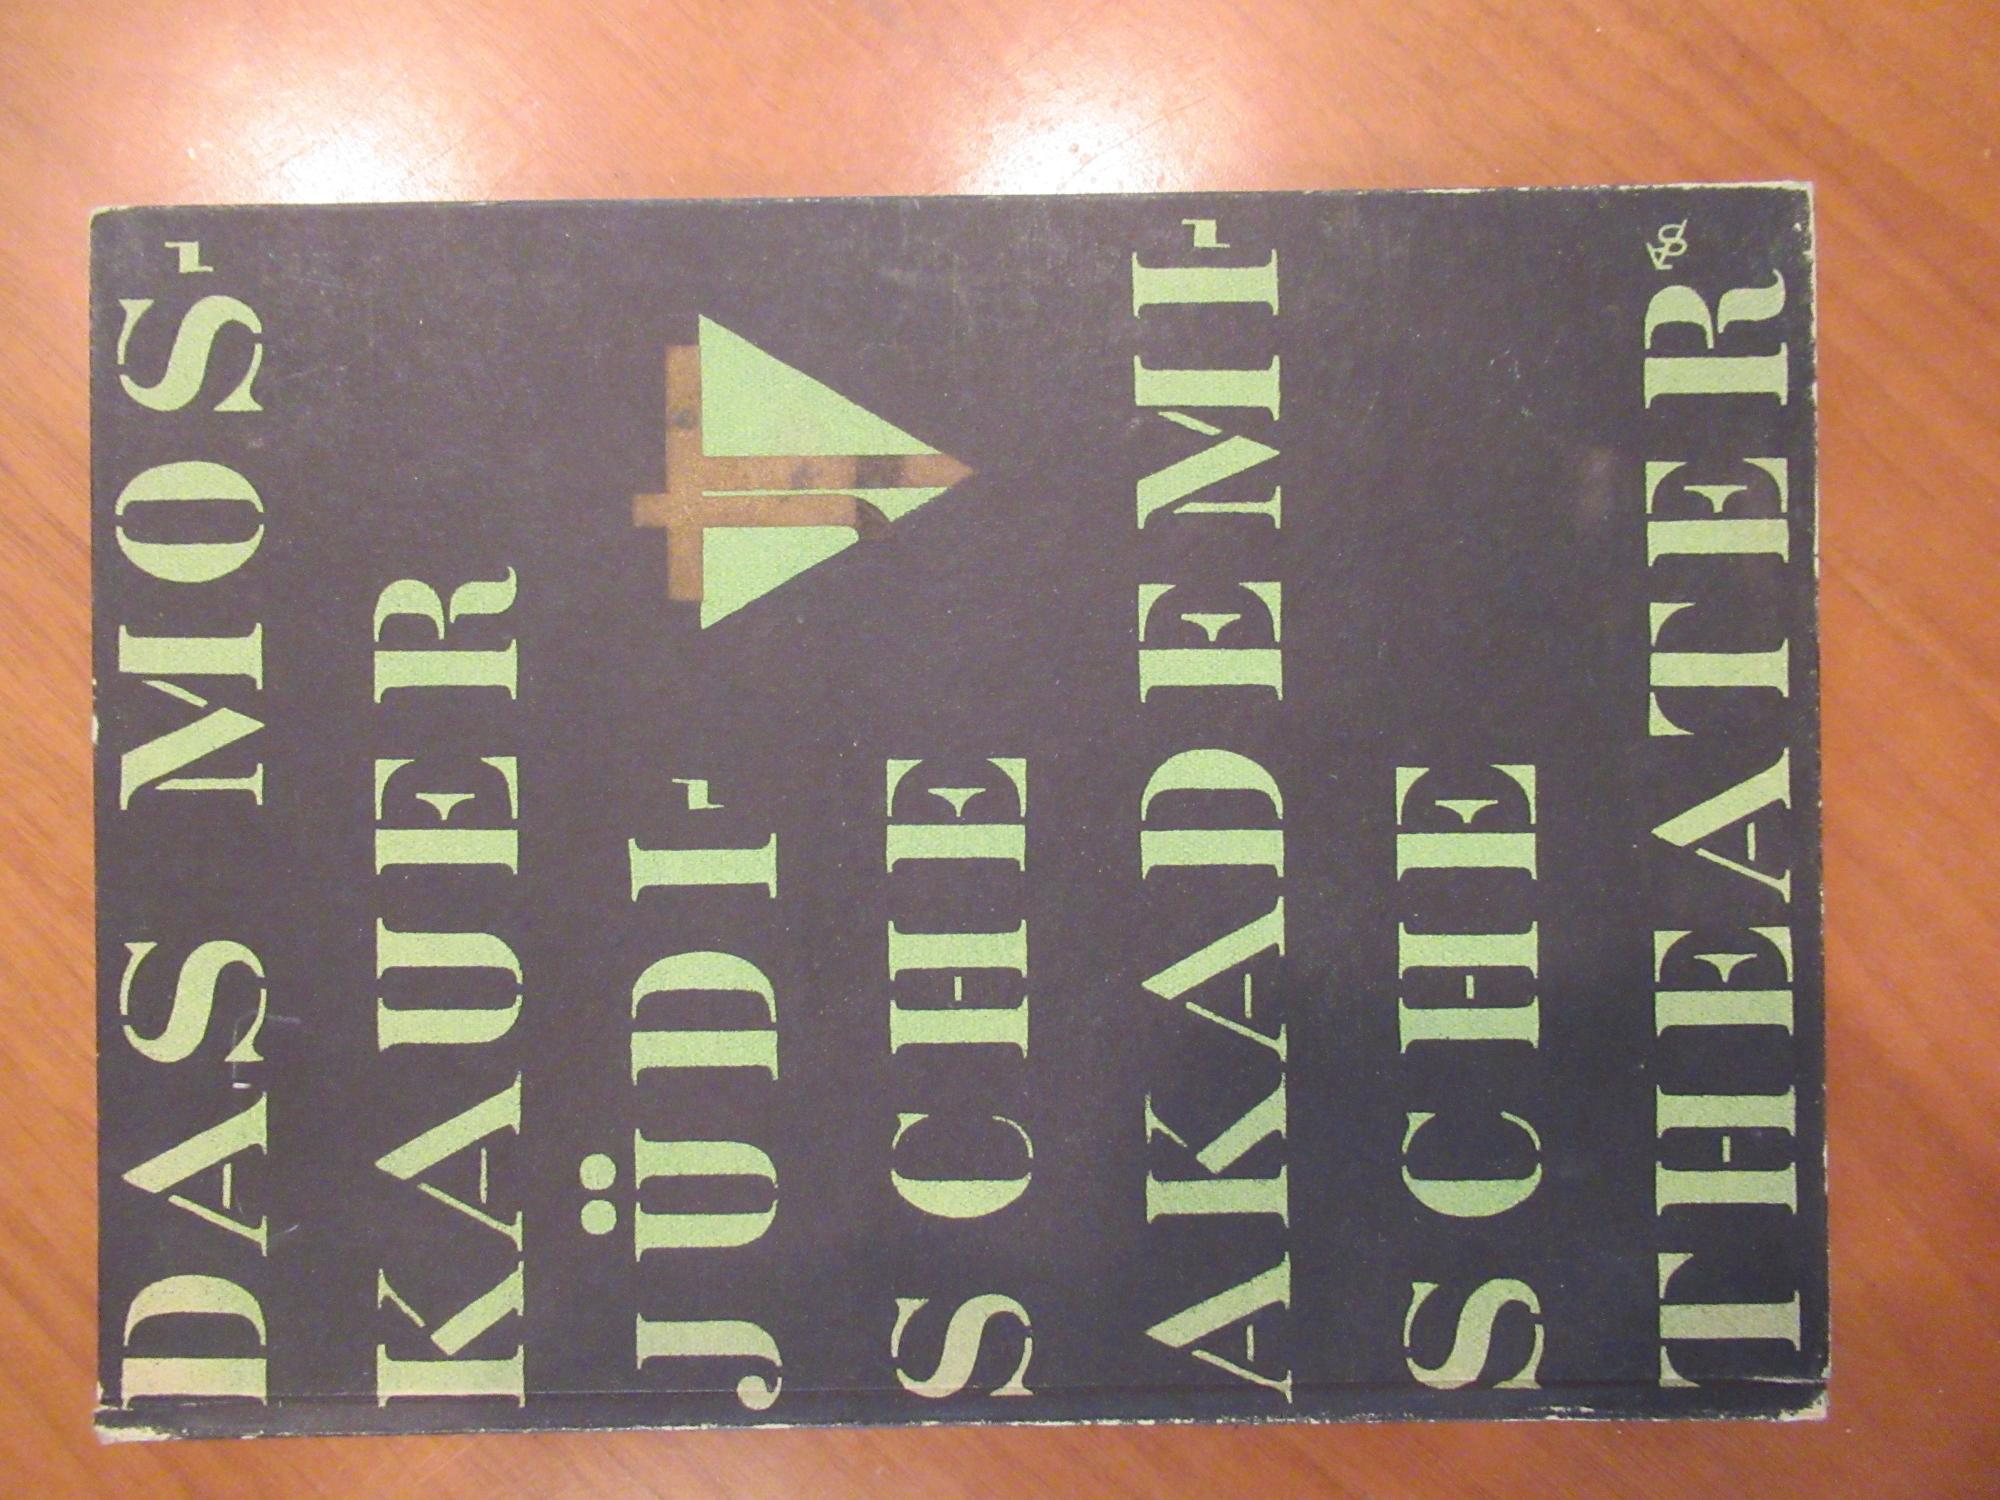 DAS MOS-
KAUER
JÜDI-
SCHE
AKADEMI-
SCHE
THEATER